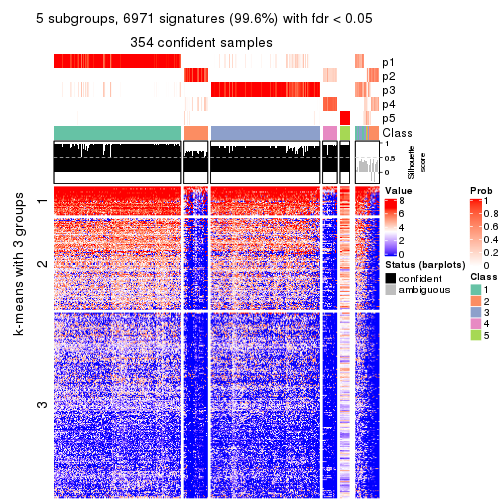 5 subgroups, 6971 signatures (99.6%) with fdr < 0.05
354 confident samples
p1
p2
p3
p4
p5
Class
1
0.5
0
Silhouette
score
k-means with 3 groups
1
2
3
Value
8
6
4
2
0
Status (barplots)
confident
ambiguous
Prob
1
0.8
0.6
0.4
0.2
0
Class
1
2
3
4
5